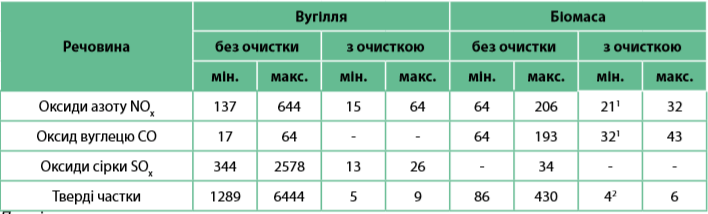 Речовина Вугілля Біомаса
без очистки з очисткою без очистки з очисткою
мін. макс. мін. макс. мін. макс. мін. макс.
Оксиди азоту NOx 137 644 15 64 64 206 21¹ 32
Оксид вуглецю CO 17 64 - - 64 193 32¹ 43
Оксиди сірки SOx 344 2578 13 26 - 34 - -
Тверді частки 1289 6444 5 9 86 430 4² 6